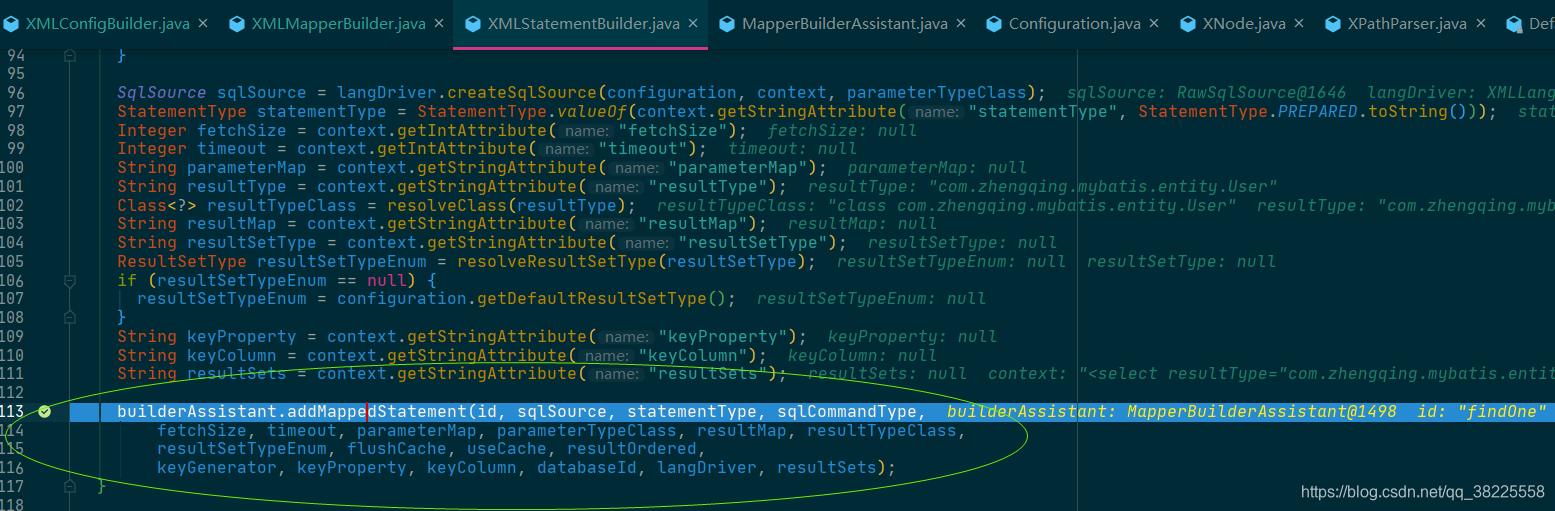 XMLConfigBuilder.java × XMLMapperBuilder.java × XMLStatementBuilder.java × MapperBuilderAssistant.java × Configuration.java × XNode.java × XPathParser.java × Def
94 }
95
96 SqlSource sqlSource = langDriver.createSqlSource(configuration, context, parameterTypeClass); sqlSource: RawSqlSource@1646 langDriver: XMLLang
97 StatementType statementType = StatementType.valueOf(context.getStringAttribute( name: "statementType", StatementType.PREPARED.toString())); stat
98 Integer fetchSize = context.getIntAttribute( name: "fetchSize"); fetchSize: null
99 Integer timeout = context.getIntAttribute( name: "timeout"); timeout: null
100 String parameterMap = context.getStringAttribute( name: "parameterMap"); parameterMap: null
101 String resultType = context.getStringAttribute( name: "resultType"); resultType: "com.zhengqing.mybatis.entity.User"
102 Class<?> resultTypeClass = resolveClass(resultType); resultTypeClass: "class com.zhengqing.mybatis.entity.User" resultType: "com.zhengqing.myb
103 String resultMap = context.getStringAttribute( name: "resultMap"); resultMap: null
104 String resultSetType = context.getStringAttribute( name: "resultSetType"); resultSetType: null
105 ResultSetType resultSetTypeEnum = resolveResultSetType(resultSetType); resultSetTypeEnum: null resultSetType: null
106 if (resultSetTypeEnum == null) {
107 resultSetTypeEnum = configuration.getDefaultResultSetType(); resultSetTypeEnum: null
108 }
109 String keyProperty = context.getStringAttribute( name: "keyProperty"); keyProperty: null
110 String keyColumn = context.getStringAttribute( name: "keyColumn"); keyColumn: null
111 String resultSets = context.getStringAttribute( name: "resultSets"); resultSets: null context: "<select resultType="com.zhengqing.mybatis.enti
112
113 builderAssistant.addMappedStatement(id, sqlSource, statementType, sqlCommandType, builderAssistant: MapperBuilderAssistant@1498 id: "findOne"
114 fetchSize, timeout, parameterMap, parameterTypeClass, resultMap, resultTypeClass,
115 resultSetTypeEnum, flushCache, useCache, resultOrdered,
116 keyGenerator, keyProperty, keyColumn, databaseId, langDriver, resultSets);
117 }
118
https://blog.csdn.net/qq_38225558